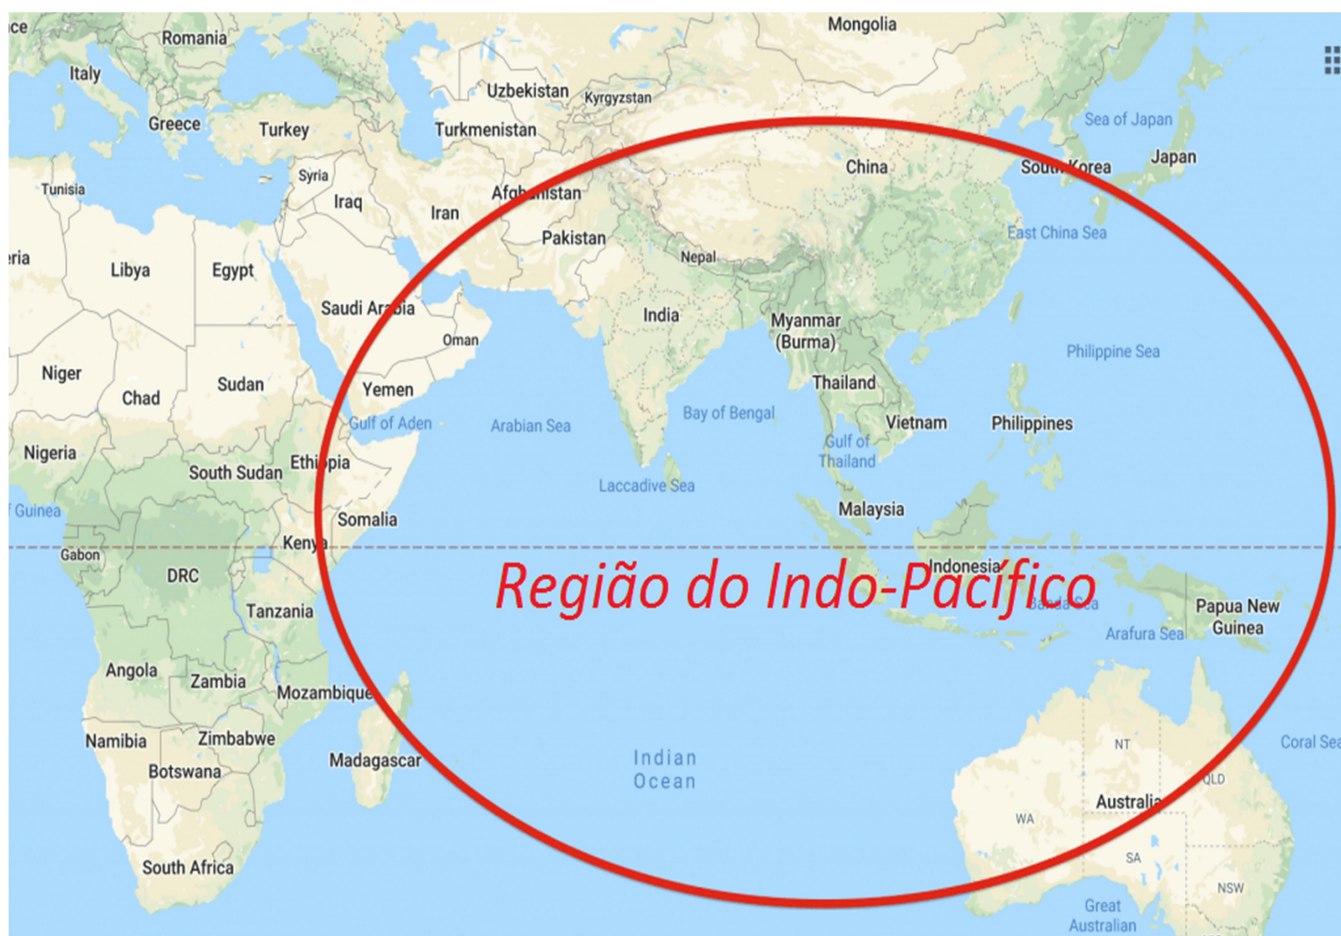 ce
Romania
Mongolia
Italy
Uzbekistan
Kyrgyzstan
Greece
Turkey
Turkmenistan
Sea of Japan
Japan
South Korea
China
Syria
Tunisia
Afghanistan
Iraq
Iran
Pakistan
East China Sea
ria
Libya
Egypt
Nepal
Saudi Arabia
India
Myanmar
(Burma)
Oman
Philippine Sea
Niger
Chad
Sudan
Yemen
Thailand
Gulf of Aden
Arabian Sea
Bay of Bengal
Vietnam
Philippines
Nigeria
South Sudan
Ethiopia
Gulf of
Thailand
Laccadive Sea
f Guinea
Somalia
Malaysia
Kenya
Gabon
DRC
Indonesia
Região do Indo-Pacífico
Banda Sea
Tanzania
Papua New
Guinea
Arafura Sea
Angola
Zambia
Mozambique
Namibia
Zimbabwe
Madagascar
Botswana
Indian
Ocean
NT
Coral Sea
QLD
Australia
WA
South Africa
SA
NSW
Great
Australian